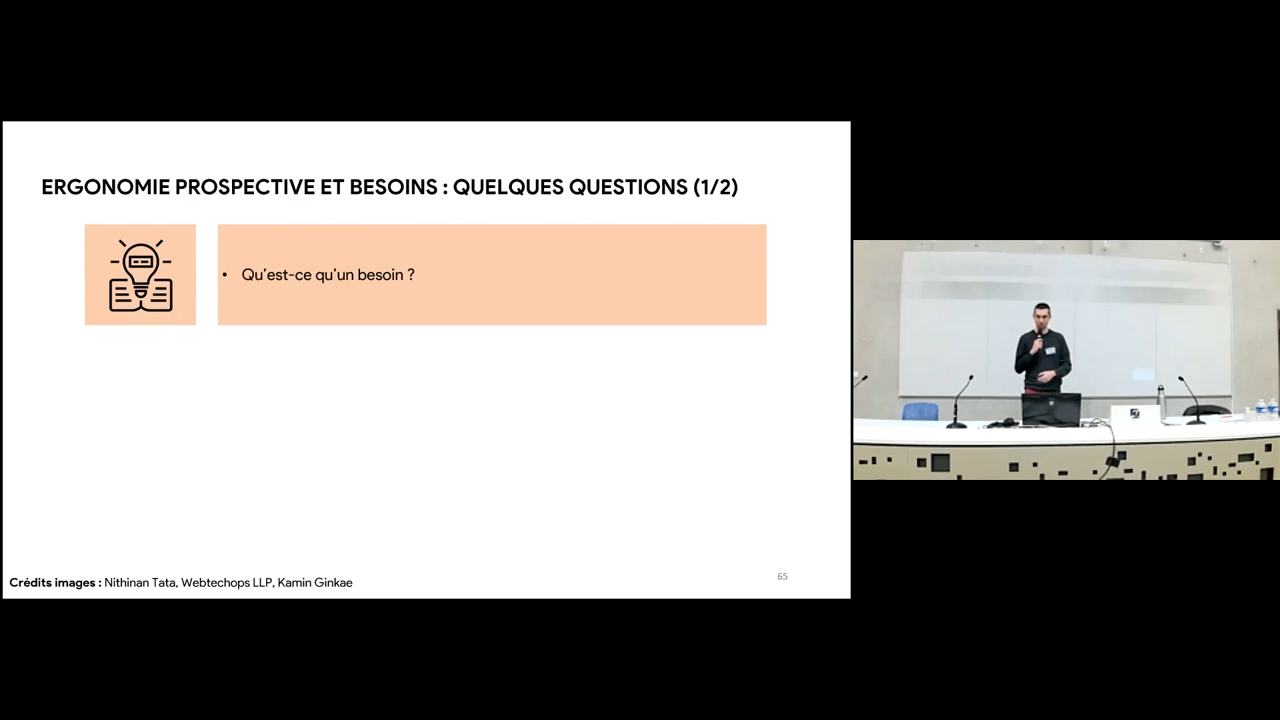 ERGONOMIE PROSPECTIVE ET BESOINS : QUELQUES QUESTIONS (1/2)
• Qu'est-ce qu'un besoin ?
Crédits images : Nithinan Tata, Webtechops LLP, Kamin Ginkae
65